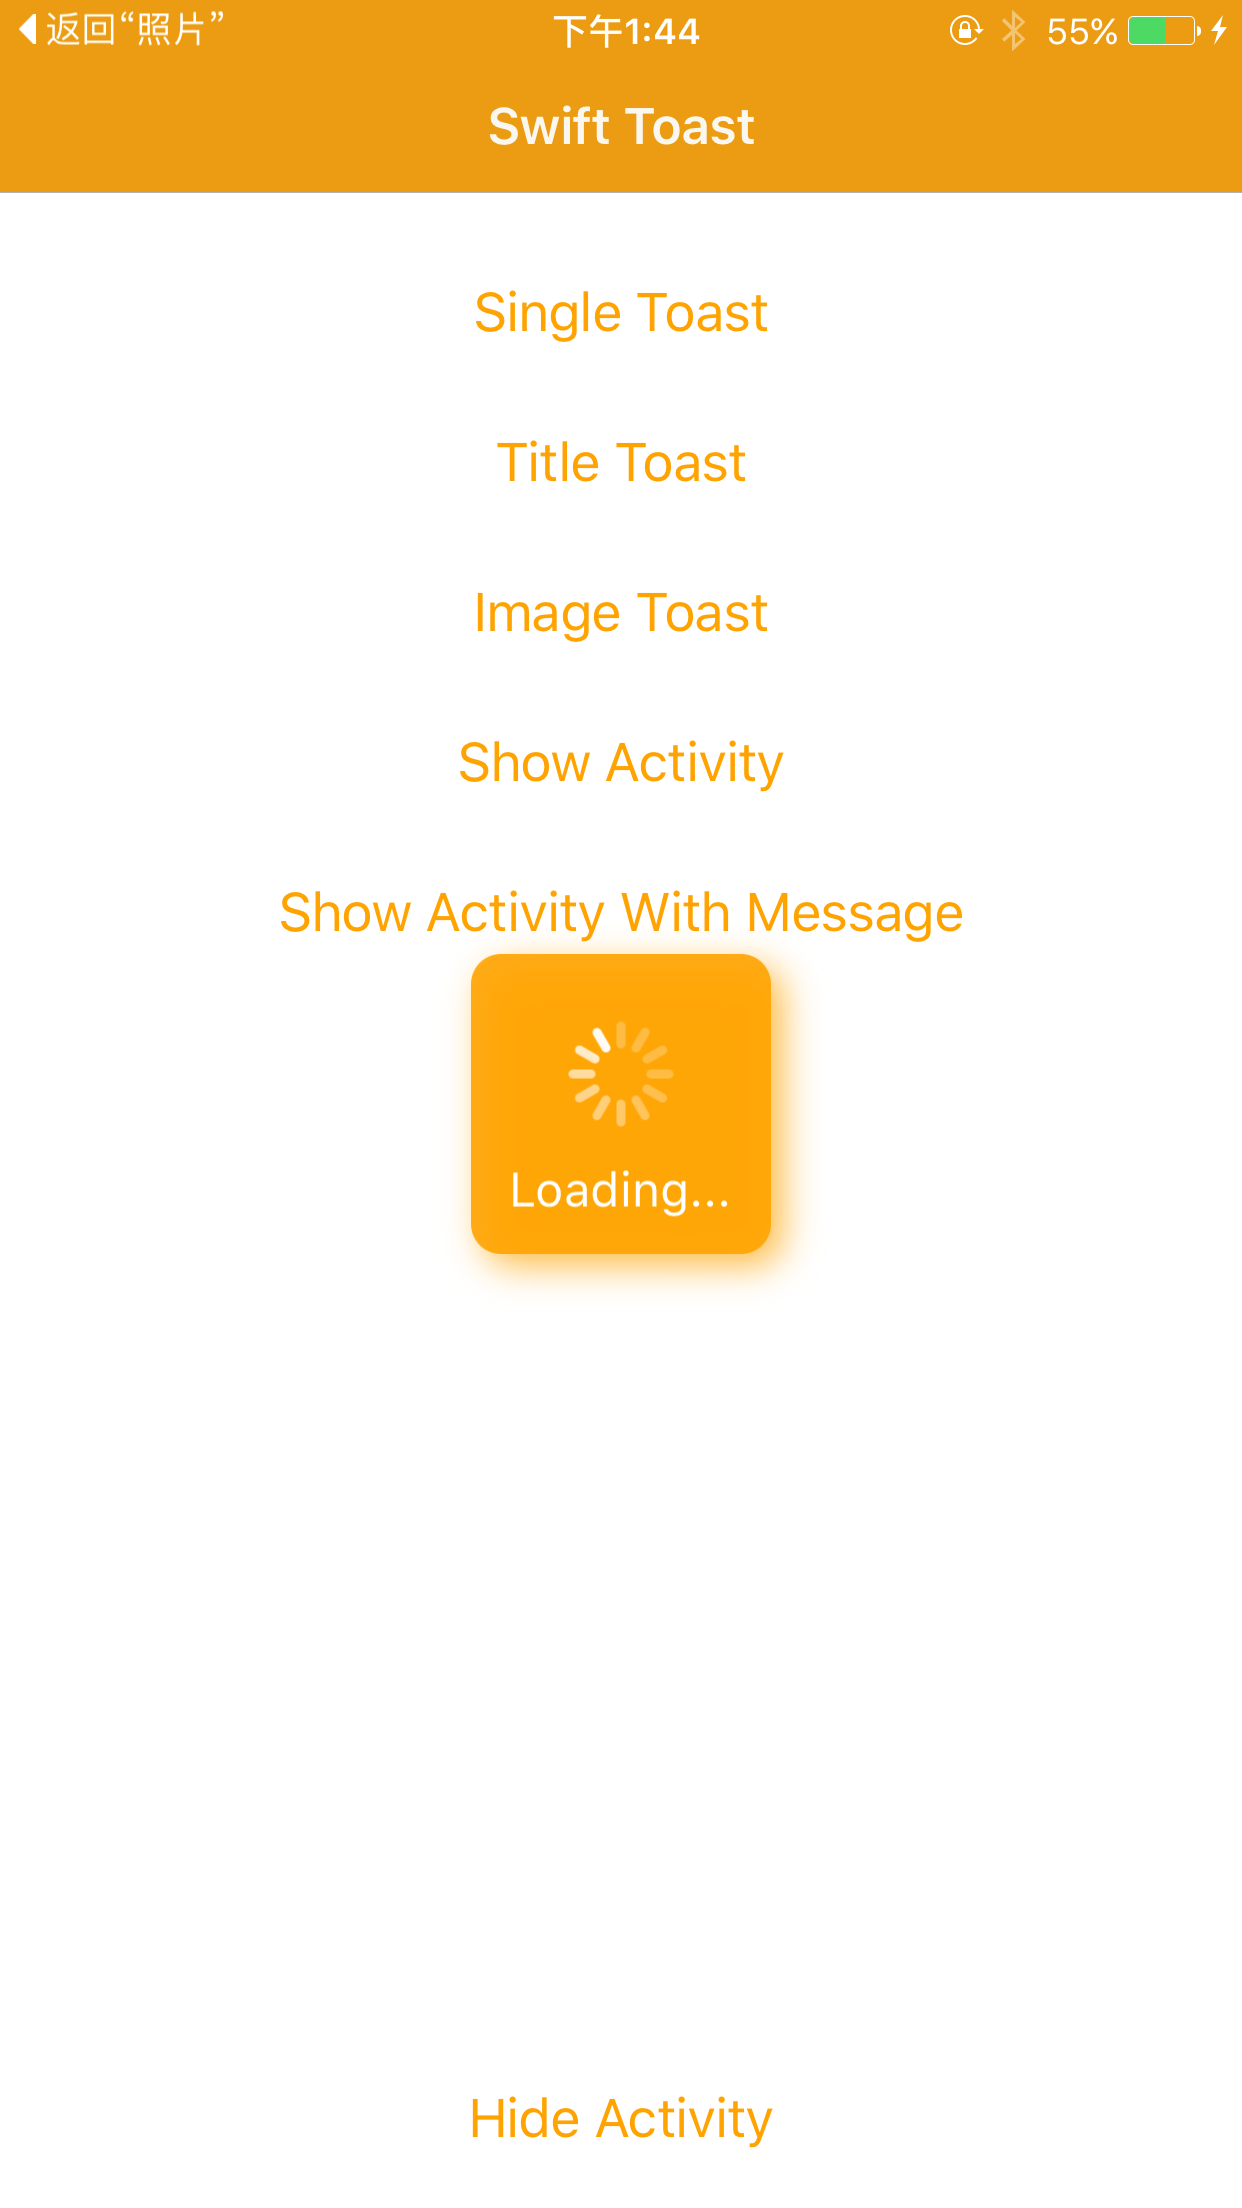 返回“照片” 下午1:44 55%
Swift Toast
Single Toast
Title Toast
Image Toast
Show Activity
Show Activity With Message
Loading...
Hide Activity